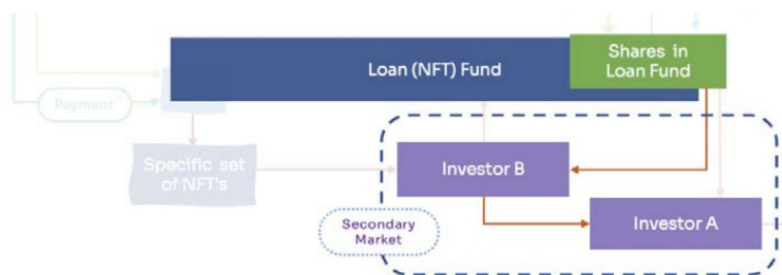 Loan (NFT) Fund
Shares in
Loan Fund
Payment
Specific set
of NFT's
Investor B
Investor A
Secondary
Market